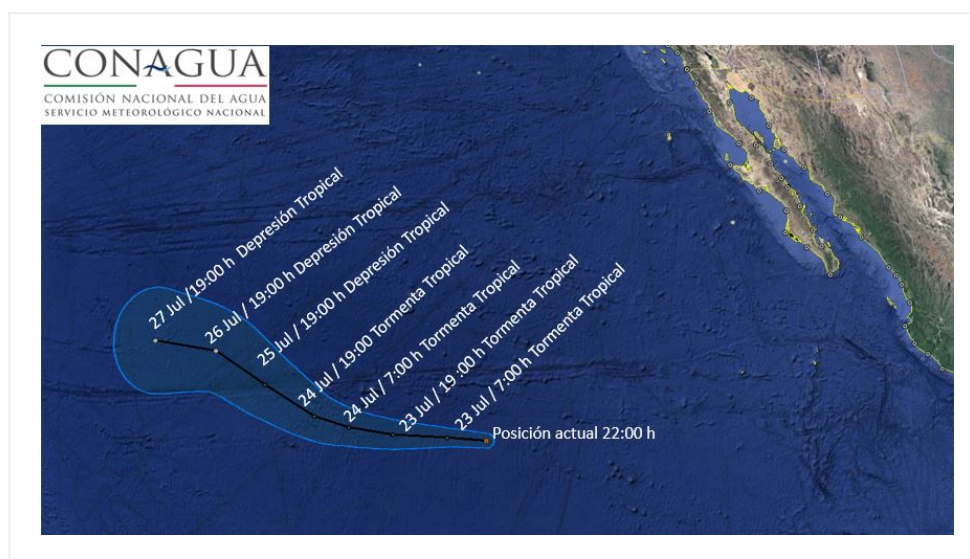 CONAGUA
COMISIÓN NACIONAL DEL AGUA
SERVICIO METEOROLÓGICO NACIONAL
27 Jul /19:00 h  Depresión Tropical
26 Jul / 19:00 h Depresión Tropical
25 Jul / 19:00 h Depresión Tropical
24 Jul / 19:00 Tormenta Tropical
24 Jul / 7:00 h Tormenta Tropical
23 Jul / 19 :00 h Tormenta Tropical
23 Jul / 7:00 h Tormenta Tropical
Posición actual 22:00 h